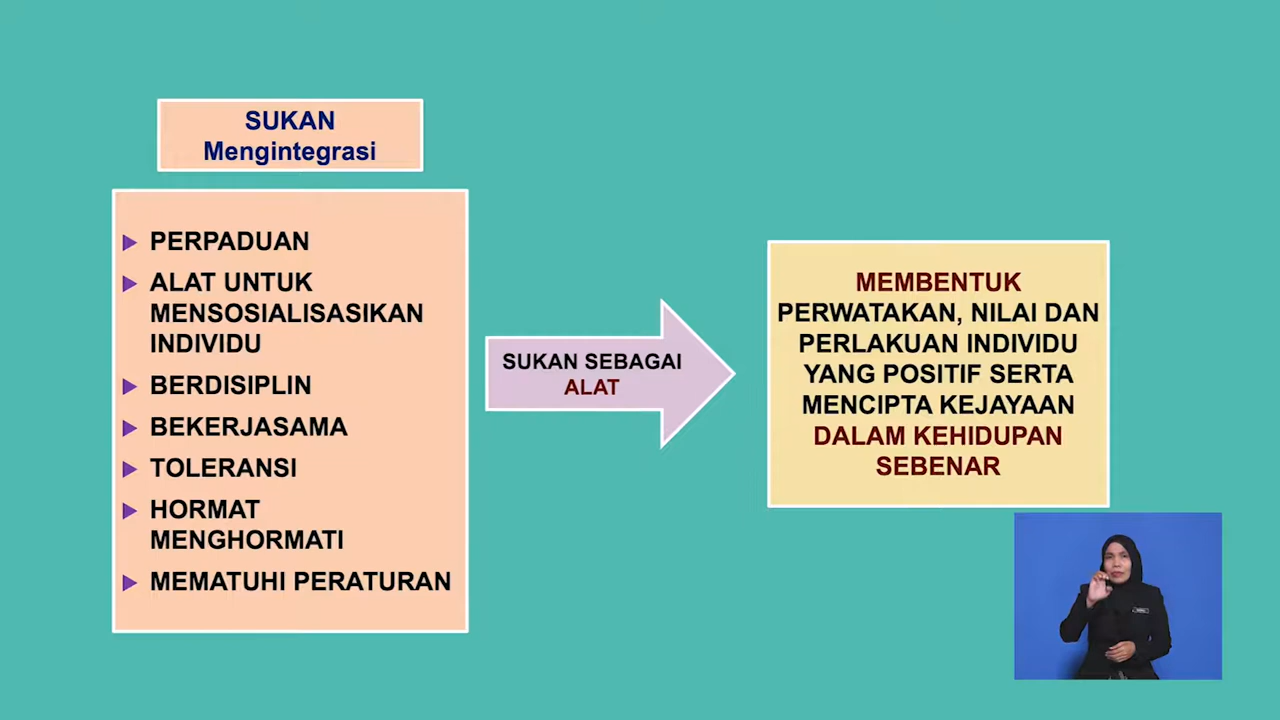 SUKAN
Mengintegrasi
PERPADUAN
ALAT UNTUK
MENSOSIALISASIKAN
INDIVIDU
BERDISIPLIN
BEKERJASAMA
TOLERANSI
HORMAT
MENGHORMATI
MEMATUHI PERATURAN
SUKAN SEBAGAI
ALAT
MEMBENTUK
PERWATAKAN, NILAI DAN
PERLAKUAN INDIVIDU
YANG POSITIF SERTA
MENCIPTA KEJAYAAN
DALAM KEHIDUPAN
SEBENAR